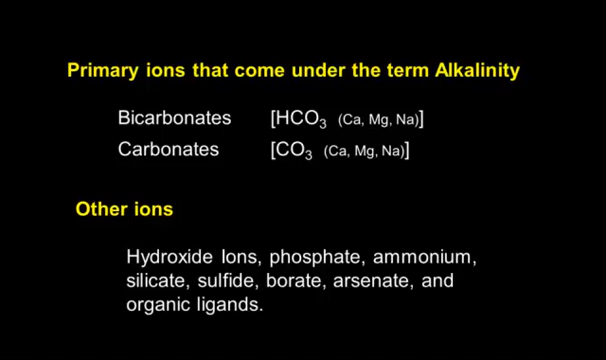 Primary ions that come under the term Alkalinity
Bicarbonates [HCO₃ (Ca, Mg, Na)]
Carbonates [CO₃ (Ca, Mg, Na)]
Other ions
Hydroxide Ions, phosphate, ammonium,
silicate, sulfide, borate, arsenate, and
organic ligands.